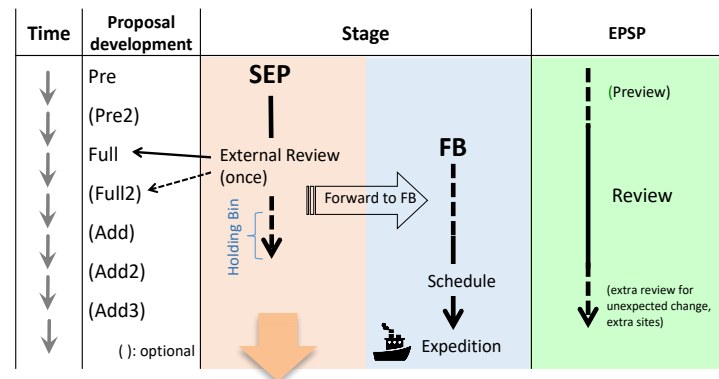 Time
Proposal
development
Stage
EPSP
Pre
(Pre2)
Full
(Full2)
(Add)
(Add2)
(Add3)
( ): optional
SEP
External Review
(once)
Holding Bin
Forward to FB
FB
Schedule
Expedition
(Preview)
Review
(extra review for
unexpected change,
extra sites)